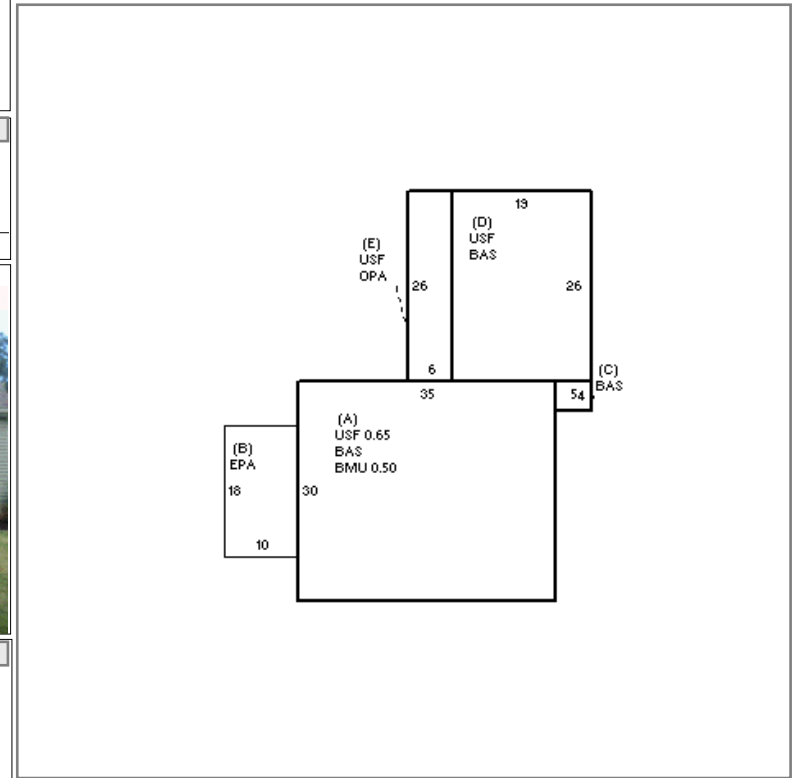 19
(D)
USF
BAS
(E)
USF
OPA
26
26
6
(C)
BAS
35
54
(A)
USF 0.65
BAS
BMU 0.50
(B)
EPA
18
30
10